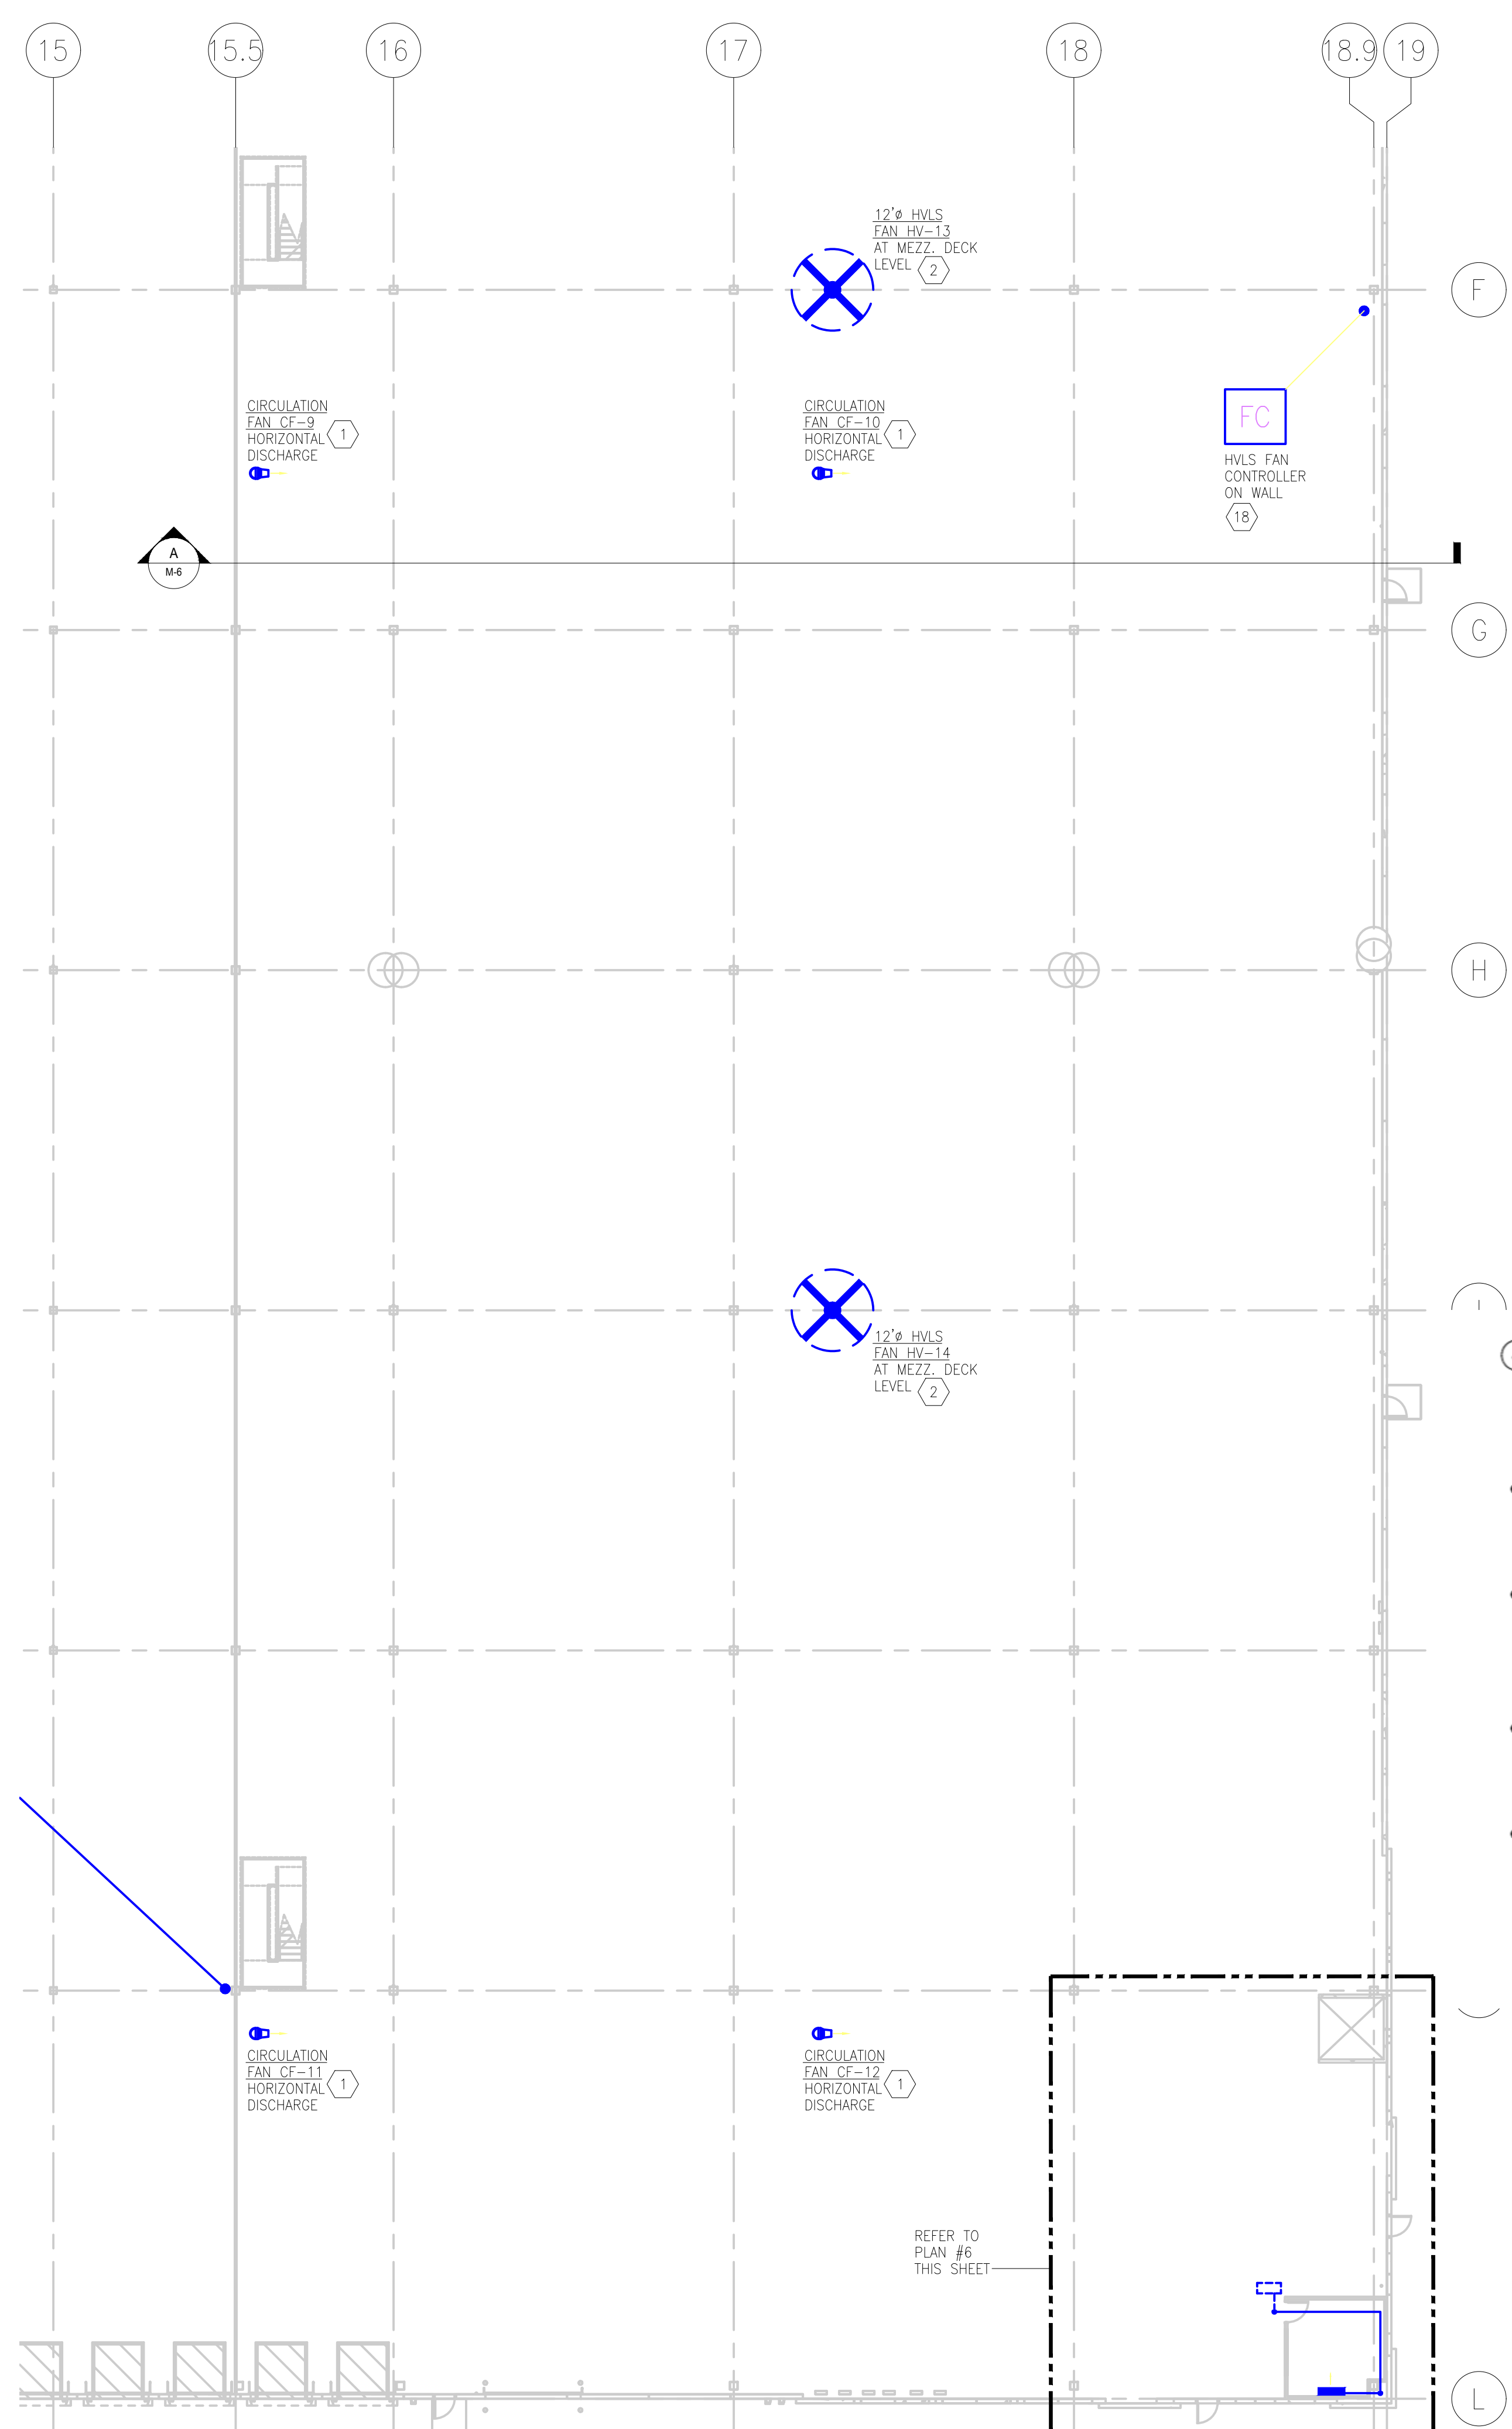 15
15.5
16
17
18
18.9
19
12'ø HVLS
FAN HV-13
AT MEZZ. DECK
LEVEL 2
F
CIRCULATION
FAN CF-9
HORIZONTAL 1
DISCHARGE
CIRCULATION
FAN CF-10
HORIZONTAL 1
DISCHARGE
FC
HVLS FAN
CONTROLLER
ON WALL
18
A
M-6
G
H
12'ø HVLS
FAN HV-14
AT MEZZ. DECK
LEVEL 2
CIRCULATION
FAN CF-11
HORIZONTAL 1
DISCHARGE
CIRCULATION
FAN CF-12
HORIZONTAL 1
DISCHARGE
REFER TO
PLAN #6
THIS SHEET
L